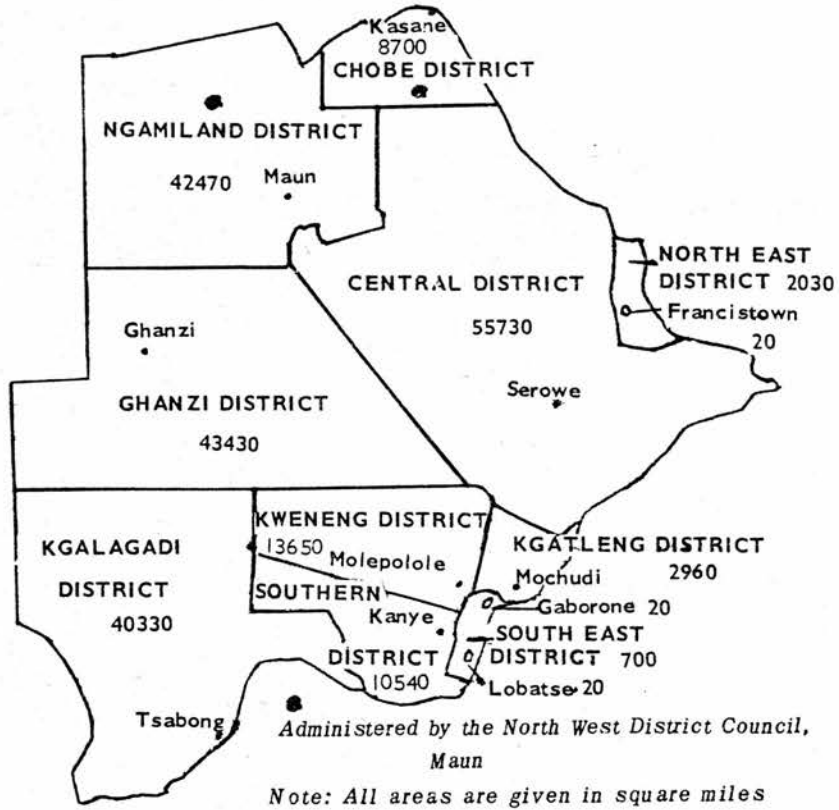 Kasane
8700
CHOBE DISTRICT
NGAMILAND DISTRICT
42470
Maun
NORTH EAST
DISTRICT 2030
CENTRAL DISTRICT
55730
Francistown
20
Ghanzi
Serowe
GHANZI DISTRICT
43430
KWENENG DISTRICT
13650
Molepolole
KGALAGADI
DISTRICT
40330
KGATLENG DISTRICT
2960
Mochudi
SOUTHERN
Kanye
DISTRICT
10540
Gaborone 20
SOUTH EAST
DISTRICT 700
Lobatse 20
Tsabong
Administered by the North West District Council,
Maun
Note: All areas are given in square miles